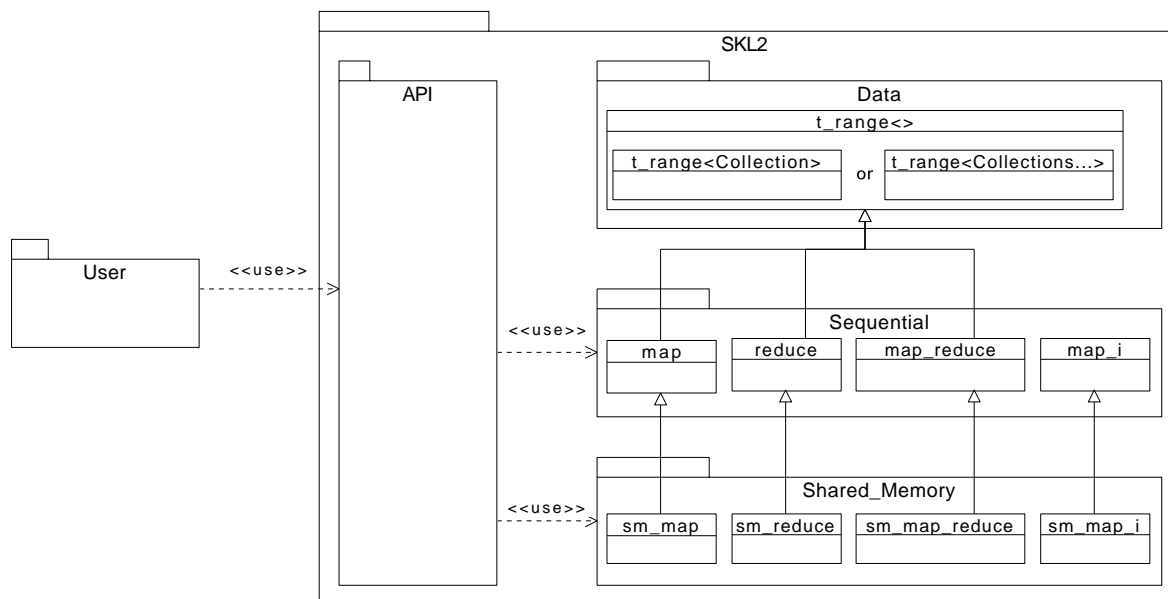 SKL2
API
Data
t_range<>
t_range<Collection>
or
t_range<Collections...>
User
<<use>>
<<use>>
Sequential
map
reduce
map_reduce
map_i
<<use>>
Shared_Memory
sm_map
sm_reduce
sm_map_reduce
sm_map_i